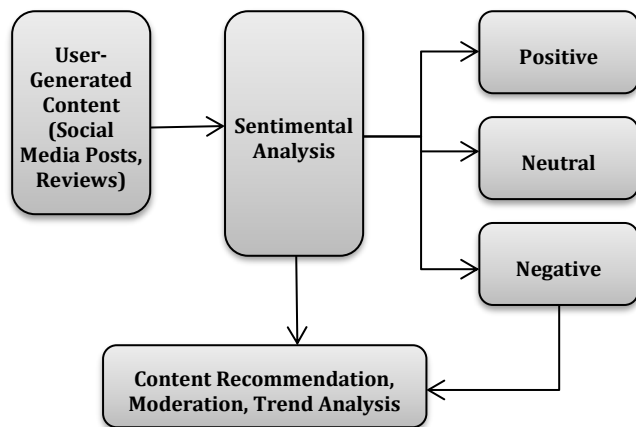 User-
Generated
Content
(Social
Media Posts,
Reviews)
Sentimental
Analysis
Positive
Neutral
Negative
Content Recommendation,
Moderation, Trend Analysis